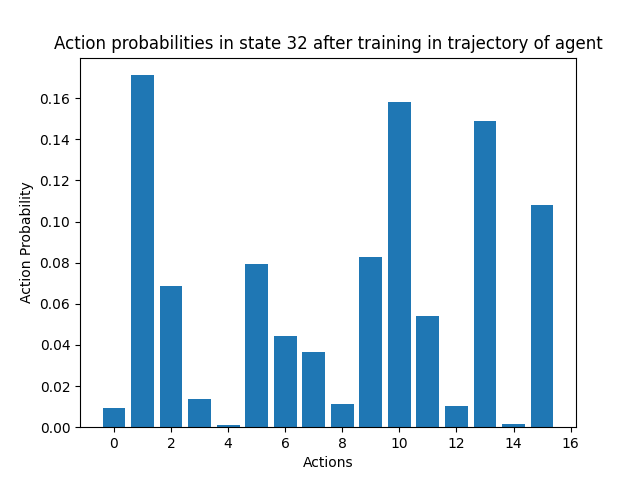 Action probabilities in state 32 after training in trajectory of agent
0.16
0.14
0.12
0.10
0.08
0.06
0.04
0.02
0.00
Action Probability
0 2 4 6 8 10 12 14 16
Actions